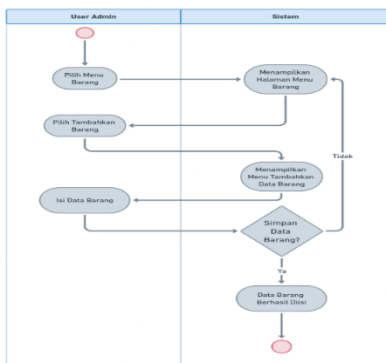 User Admin
Sistem
Pilih Menu
Barang
Menampilkan
Halaman Menu
Barang
Pilih Tambahkan
Barang
Tidak
Menampilkan
Menu Tambahkan
Data Barang
Isi Data Barang
Simpan
Data
Barang?
Ya
Data Barang
Berhasil Diisi